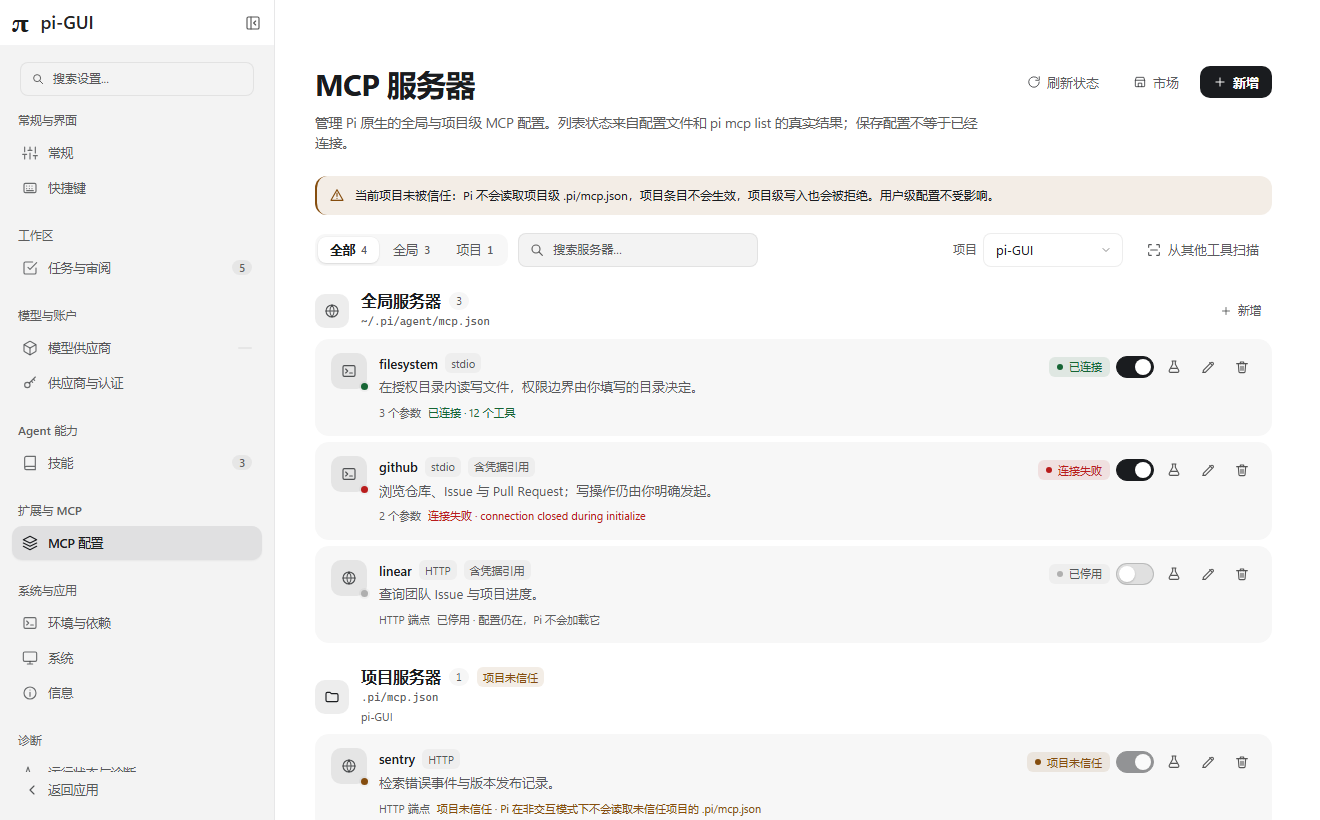 π pi-GUI
搜索设置...
常规与界面
常规
快捷键
工作区
任务与审阅 5
模型与账户
模型供应商
供应商与认证
Agent 能力
技能 3
扩展与 MCP
MCP 配置
系统与应用
环境与依赖
系统
信息
诊断
返回应用
MCP 服务器
刷新状态
市场
新增
管理 Pi 原生的全局与项目级 MCP 配置。列表状态来自配置文件和 pi mcp list 的真实结果；保存配置不等于已经
连接。
当前项目未被信任：Pi 不会读取项目级 .pi/mcp.json，项目条目不会生效，项目级写入也会被拒绝。用户级配置不受影响。
全部 4 全局 3 项目 1
搜索服务器...
项目 pi-GUI
从其他工具扫描
全局服务器 3
~/.pi/agent/mcp.json
新增
filesystem stdio
已连接
在授权目录内读写文件，权限边界由你填写的目录决定。
3 个参数 已连接 · 12 个工具
github stdio 含凭据引用
连接失败
浏览仓库、Issue 与 Pull Request；写操作仍由你明确发起。
2 个参数 连接失败 · connection closed during initialize
linear HTTP 含凭据引用
已停用
查询团队 Issue 与项目进度。
HTTP 端点 已停用 · 配置仍在，Pi 不会加载它
项目服务器 1 项目未信任
.pi/mcp.json
pi-GUI
sentry HTTP
项目未信任
检索错误事件与版本发布记录。
HTTP 端点 项目未信任 · Pi 在非交互模式下不会读取未信任项目的 .pi/mcp.json